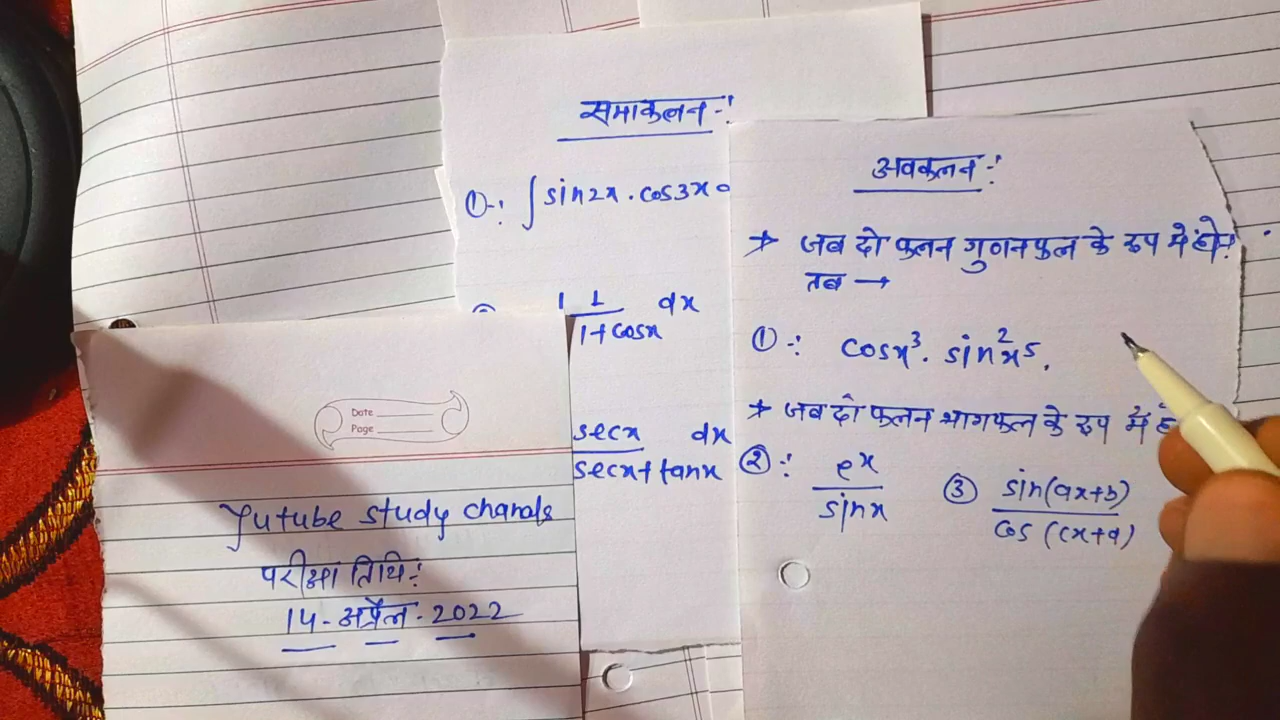 समाकलन -:
①-: ∫ sin2x . cos3x
1/(1+cosx) dx
secx/(secx+tanx) dx
अवकलन -:
→ जब दो फलन गुणनफल के रूप में हो -:
तब →
①-: cosx³. sin²x⁵.
→ जब दो फलन भागफल के रूप में
②-: eˣ/sinx ③ sin(ax+b)/cos(cx+d)
Date
Page
Yutube study chanals
परीक्षा तिथि -:
14 - अप्रैल - 2022